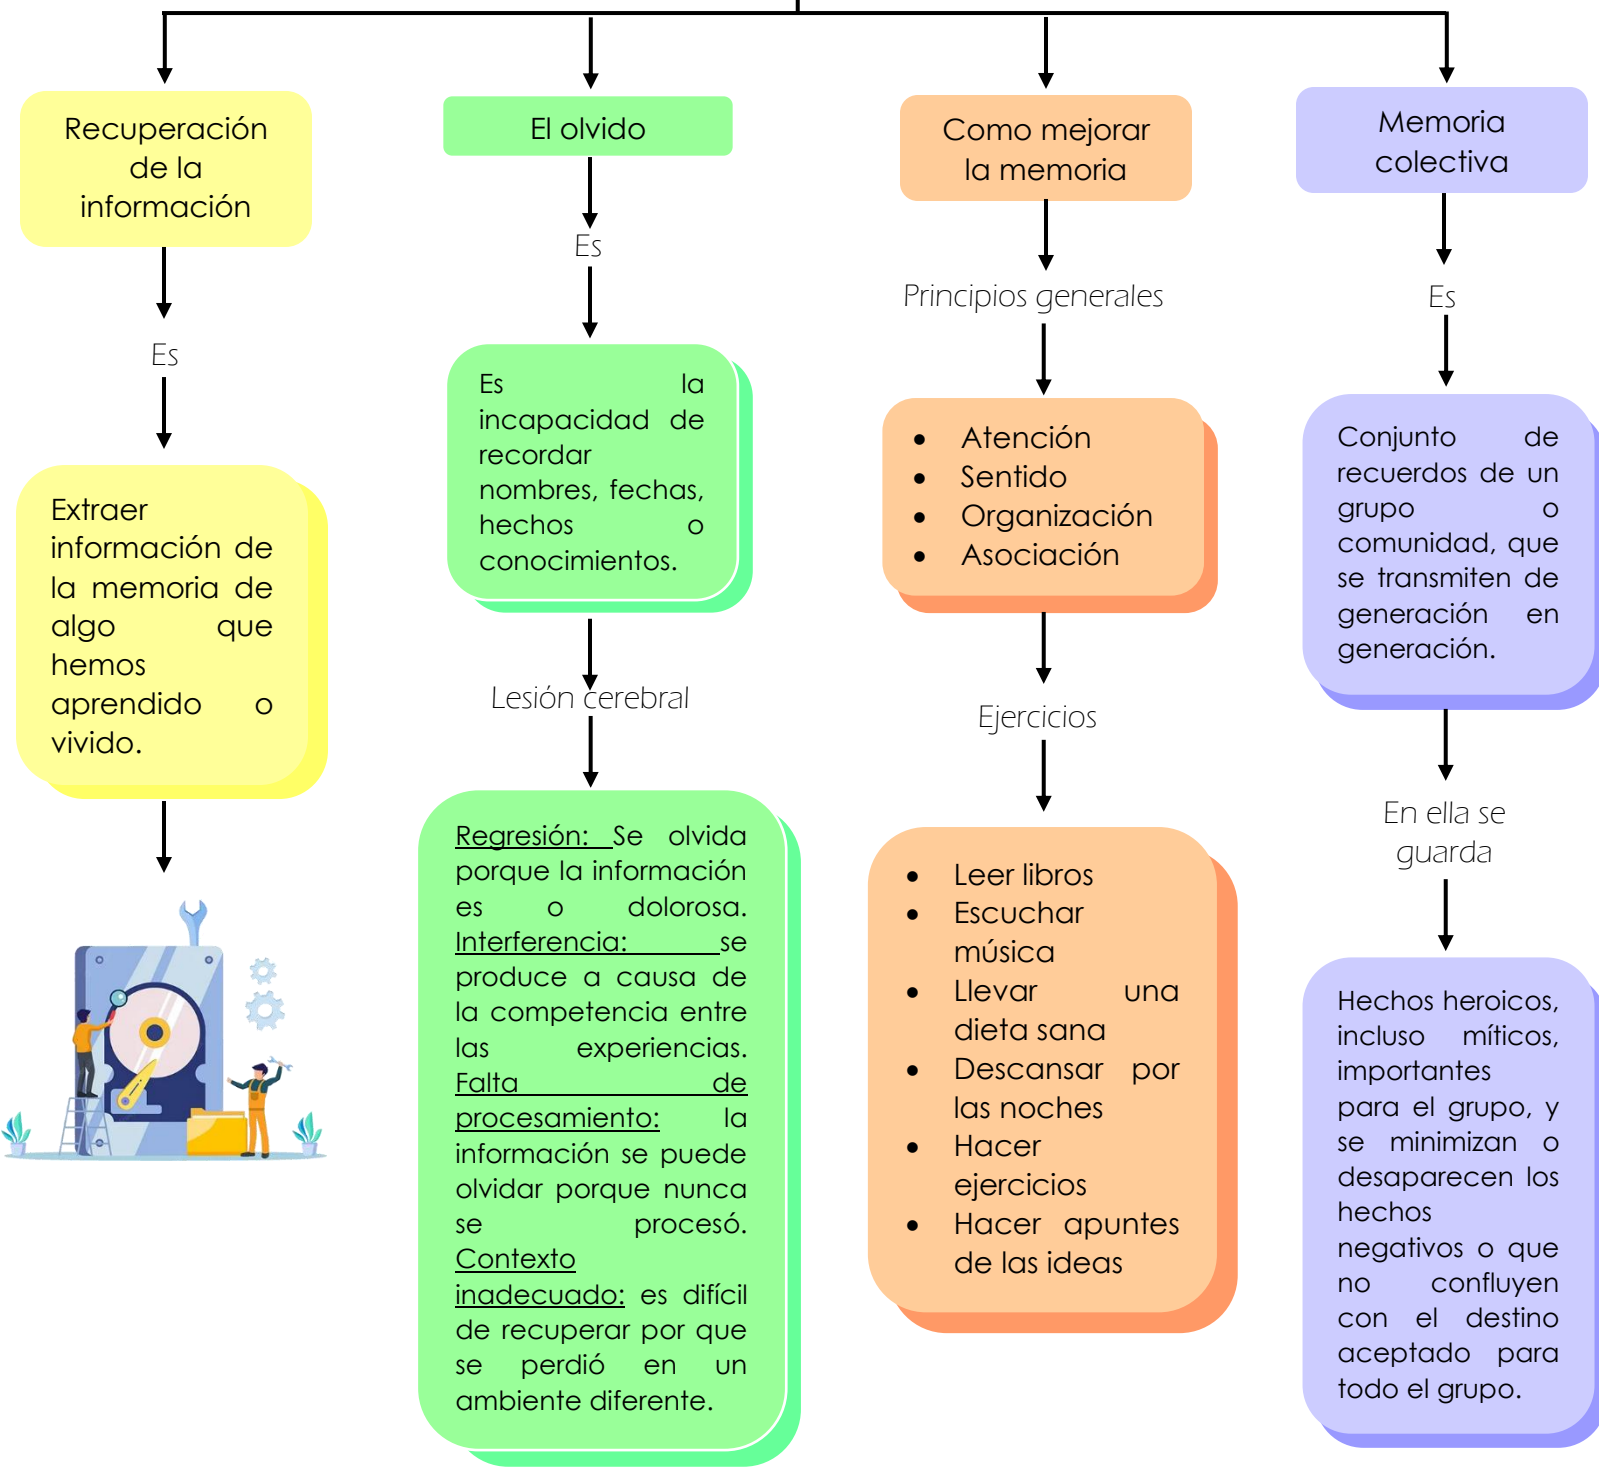 Recuperación
de la
información
Es
Extraer
información de
la memoria de
algo que
hemos
aprendido o
vivido.
El olvido
Es
Es la
incapacidad de
recordar
nombres, fechas,
hechos o
conocimientos.
Lesión cerebral
Regresión: Se olvida
porque la información
es o dolorosa.
Interferencia: se
produce a causa de
la competencia entre
las experiencias.
Falta de
procesamiento: la
información se puede
olvidar porque nunca
se procesó.
Contexto
inadecuado: es difícil
de recuperar por que
se perdió en un
ambiente diferente.
Como mejorar
la memoria
Principios generales
• Atención
• Sentido
• Organización
• Asociación
Ejercicios
• Leer libros
• Escuchar
música
• Llevar una
dieta sana
• Descansar por
las noches
• Hacer
ejercicios
• Hacer apuntes
de las ideas
Memoria
colectiva
Es
Conjunto de
recuerdos de un
grupo o
comunidad, que
se transmiten de
generación en
generación.
En ella se
guarda
Hechos heroicos,
incluso míticos,
importantes
para el grupo, y
se minimizan o
desaparecen los
hechos
negativos o que
no confluyen
con el destino
aceptado para
todo el grupo.